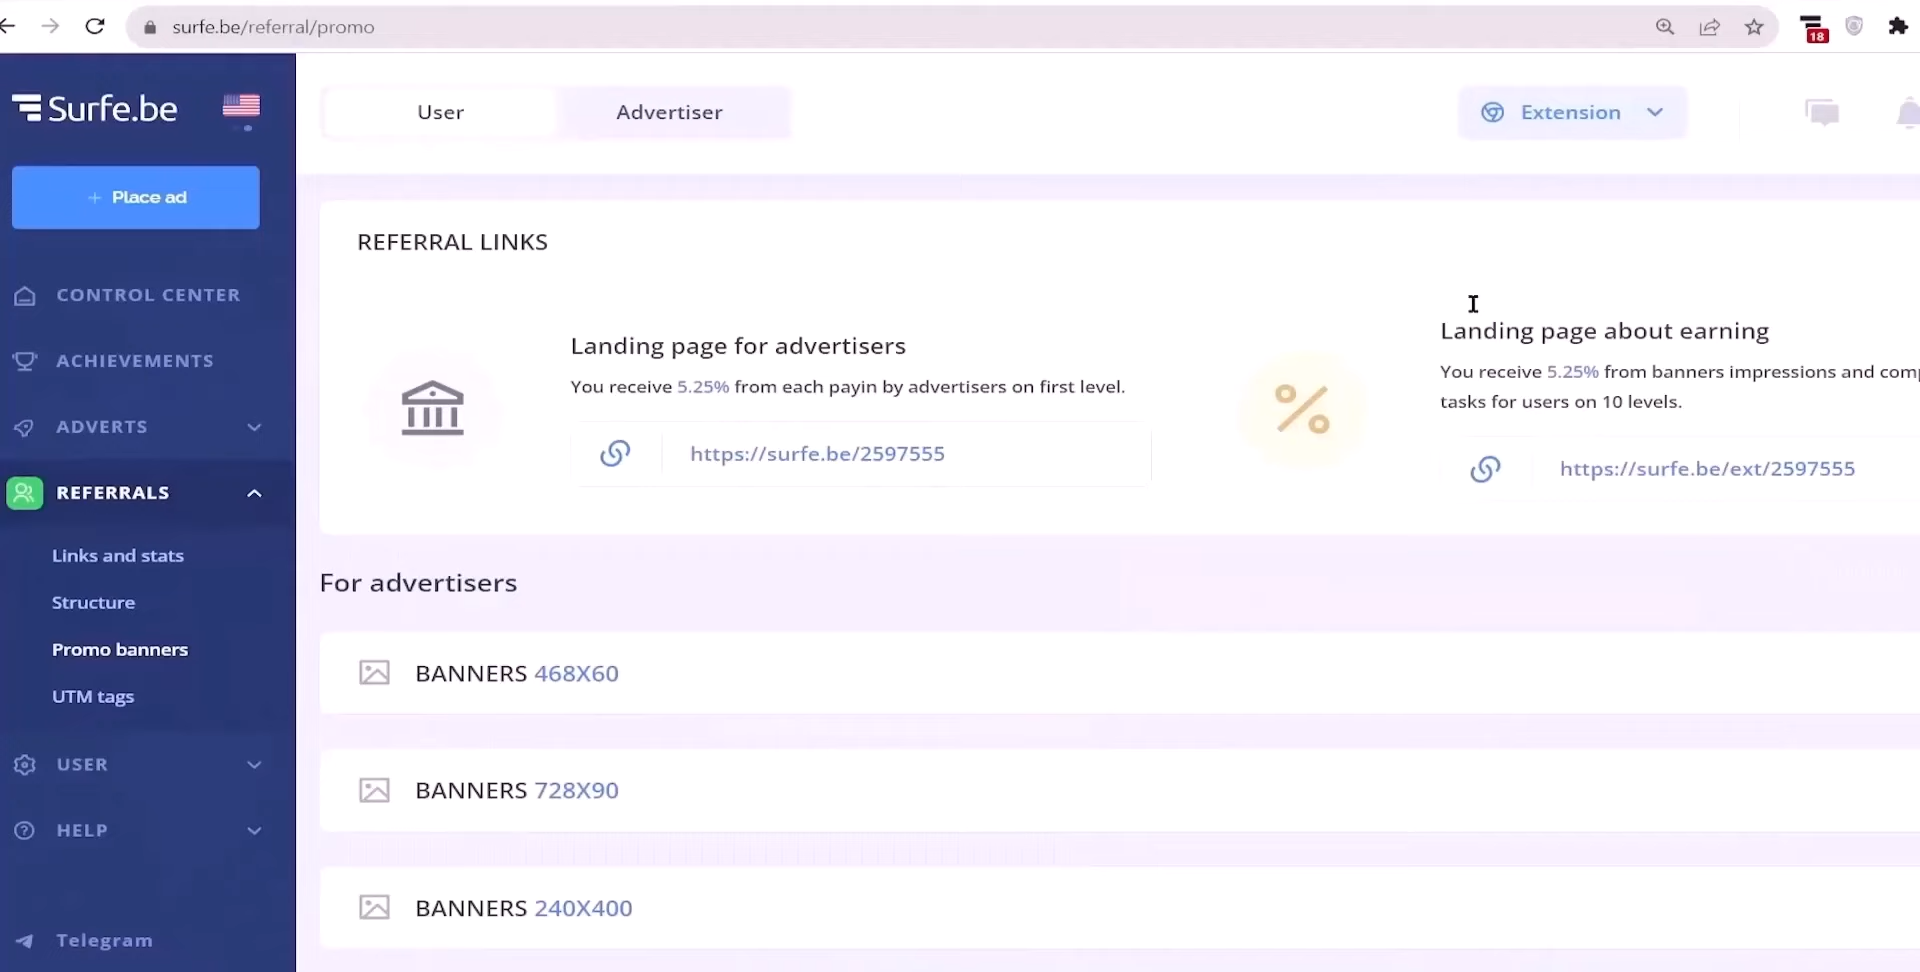 surfe.be/referral/promo
18
Surfe.be
User
Advertiser
Extension
+ Place ad
REFERRAL LINKS
CONTROL CENTER
ACHIEVEMENTS
ADVERTS
REFERRALS
Links and stats
Structure
Promo banners
UTM tags
USER
HELP
Telegram
Landing page for advertisers
You receive 5.25% from each payin by advertisers on first level.
https://surfe.be/2597555
Landing page about earning
You receive 5.25% from banners impressions and
tasks for users on 10 levels.
https://surfe.be/ext/2597555
For advertisers
BANNERS 468X60
BANNERS 728X90
BANNERS 240X400